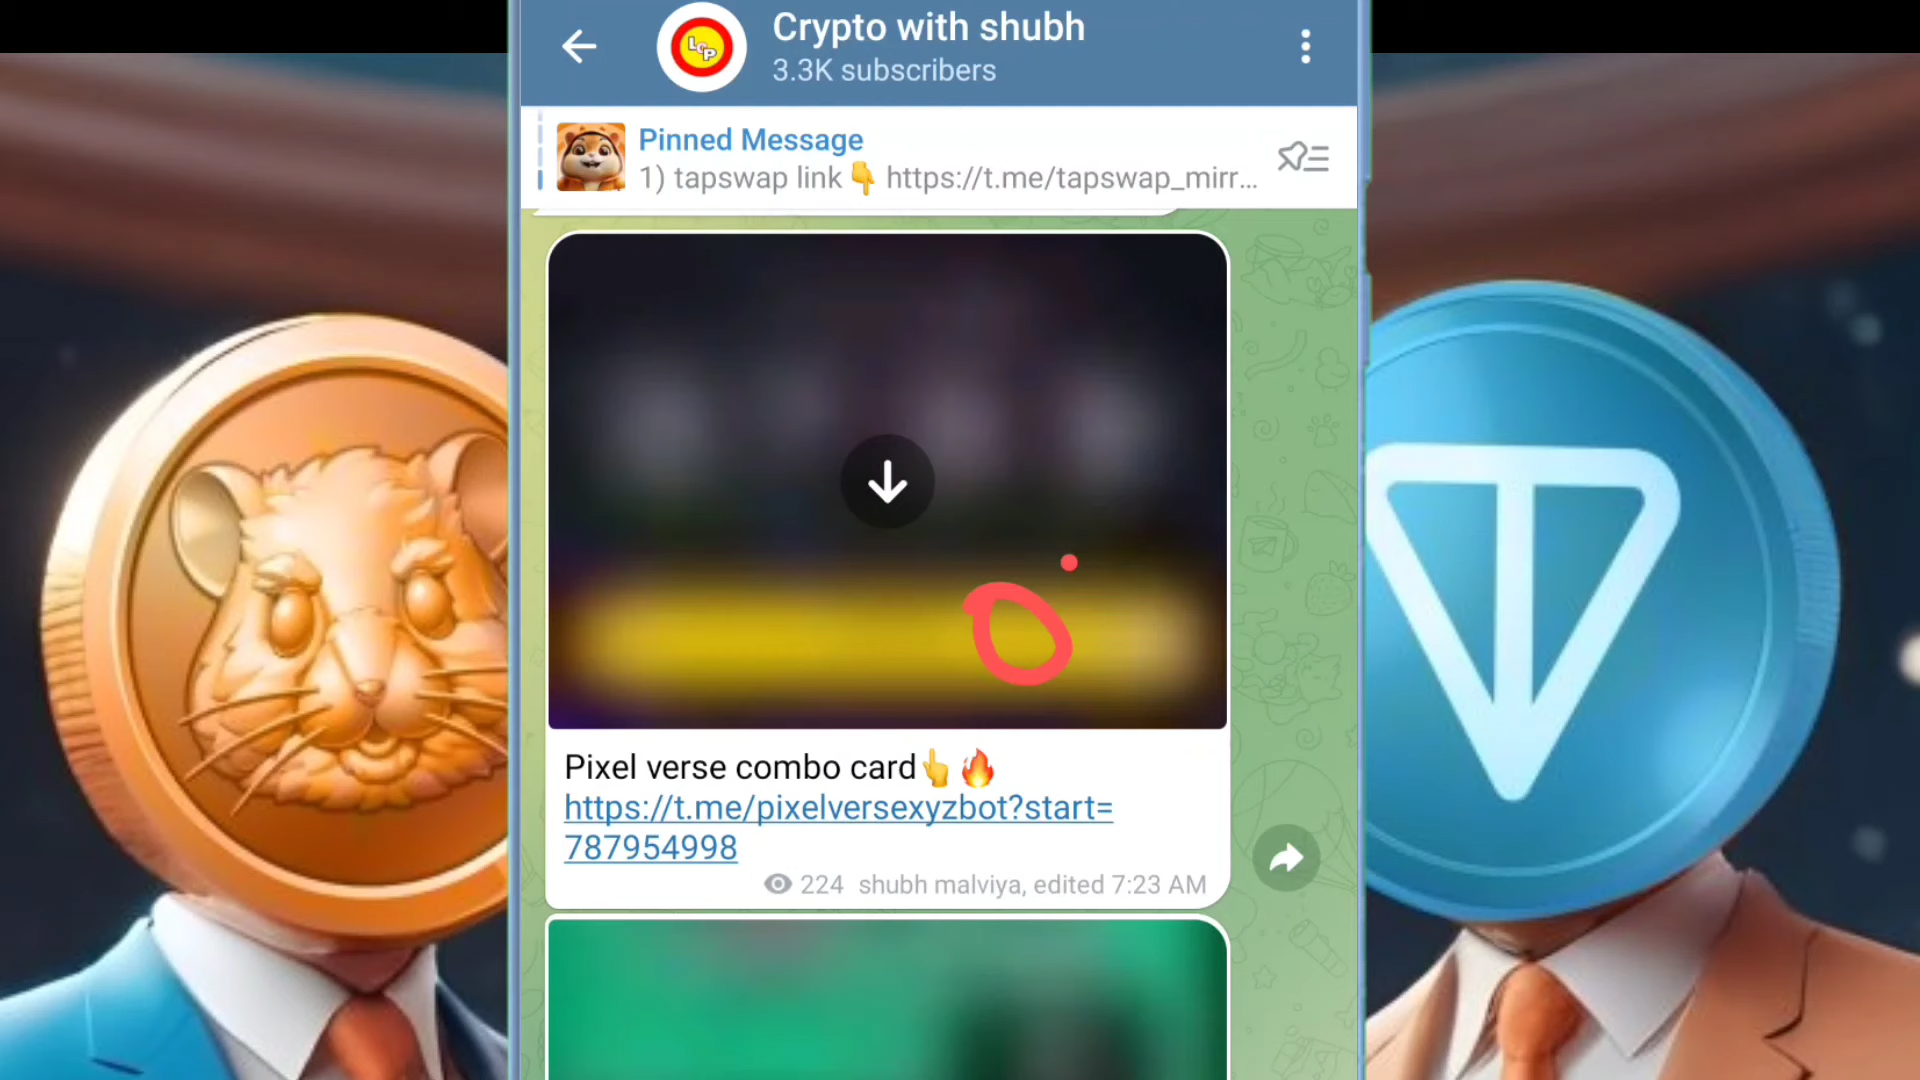 Crypto with shubh
3.3K subscribers
LCP
Pinned Message
1) tapswap link👇 https://t.me/tapswap_mirr...
Pixel verse combo card👆🔥
https://t.me/pixelversexyzbot?start=
787954998
224 shubh malviya, edited 7:23 AM